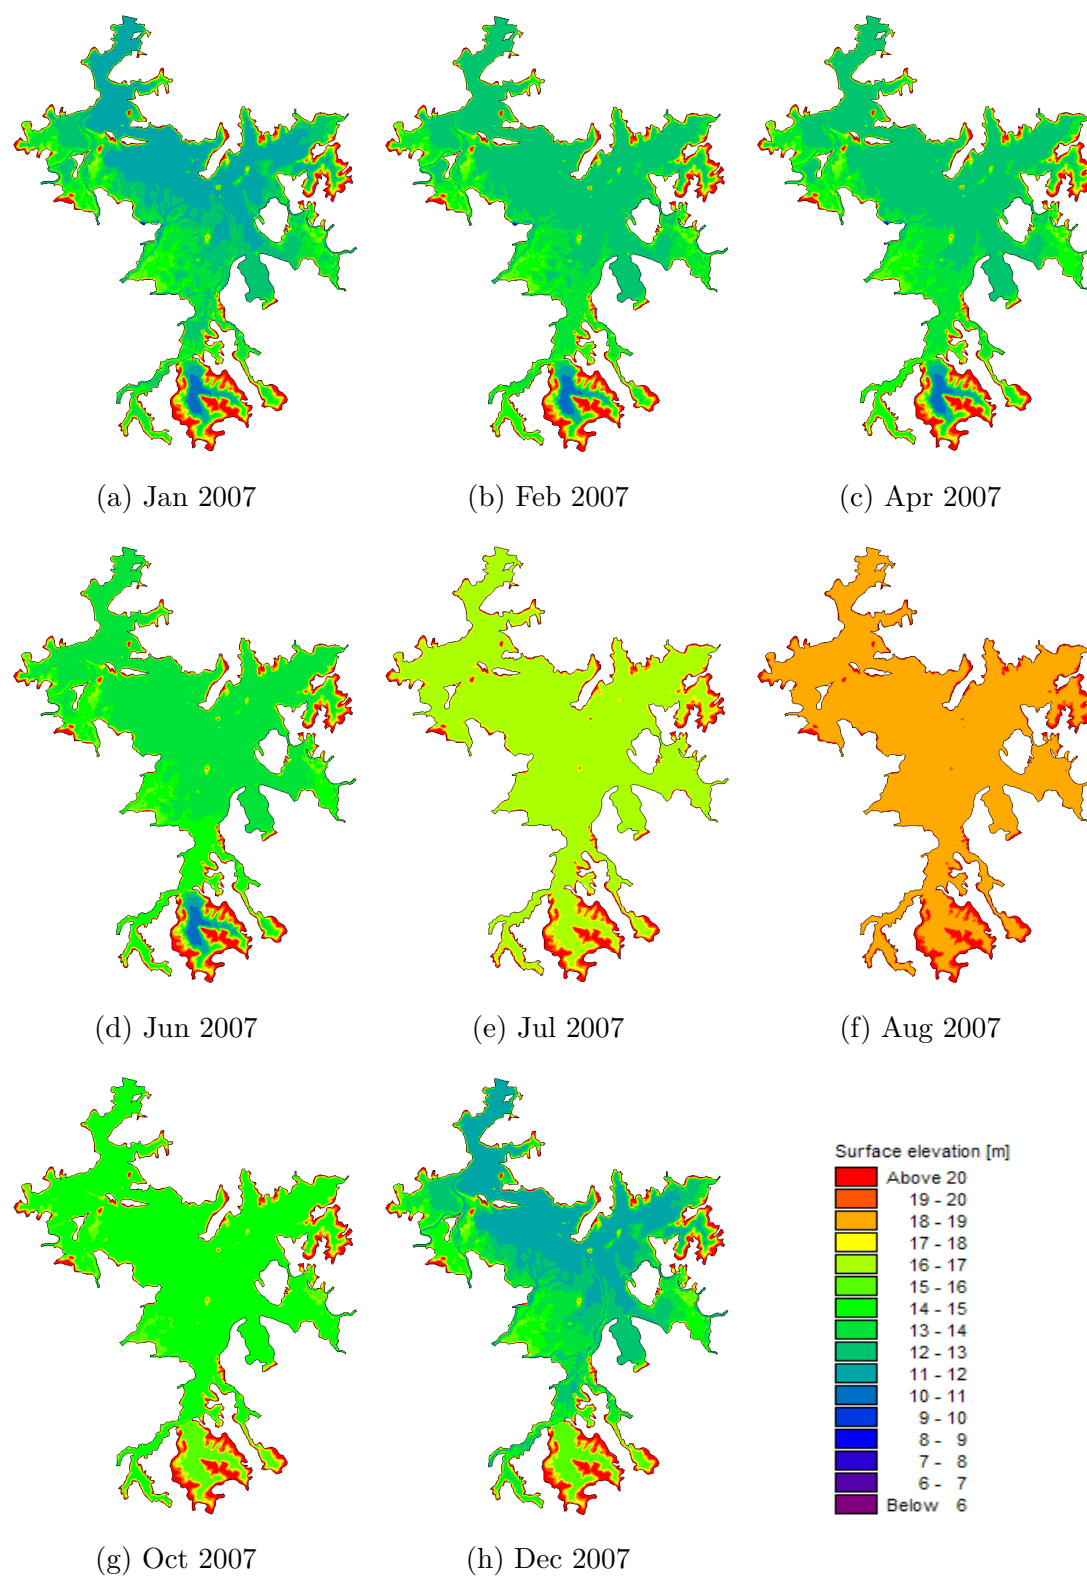 (a) Jan 2007
(b) Feb 2007
(c) Apr 2007
(d) Jun 2007
(e) Jul 2007
(f) Aug 2007
(g) Oct 2007
(h) Dec 2007
Surface elevation [m]
Above 20
19 - 20
18 - 19
17 - 18
16 - 17
15 - 16
14 - 15
13 - 14
12 - 13
11 - 12
10 - 11
9 - 10
8 - 9
7 - 8
6 - 7
Below 6